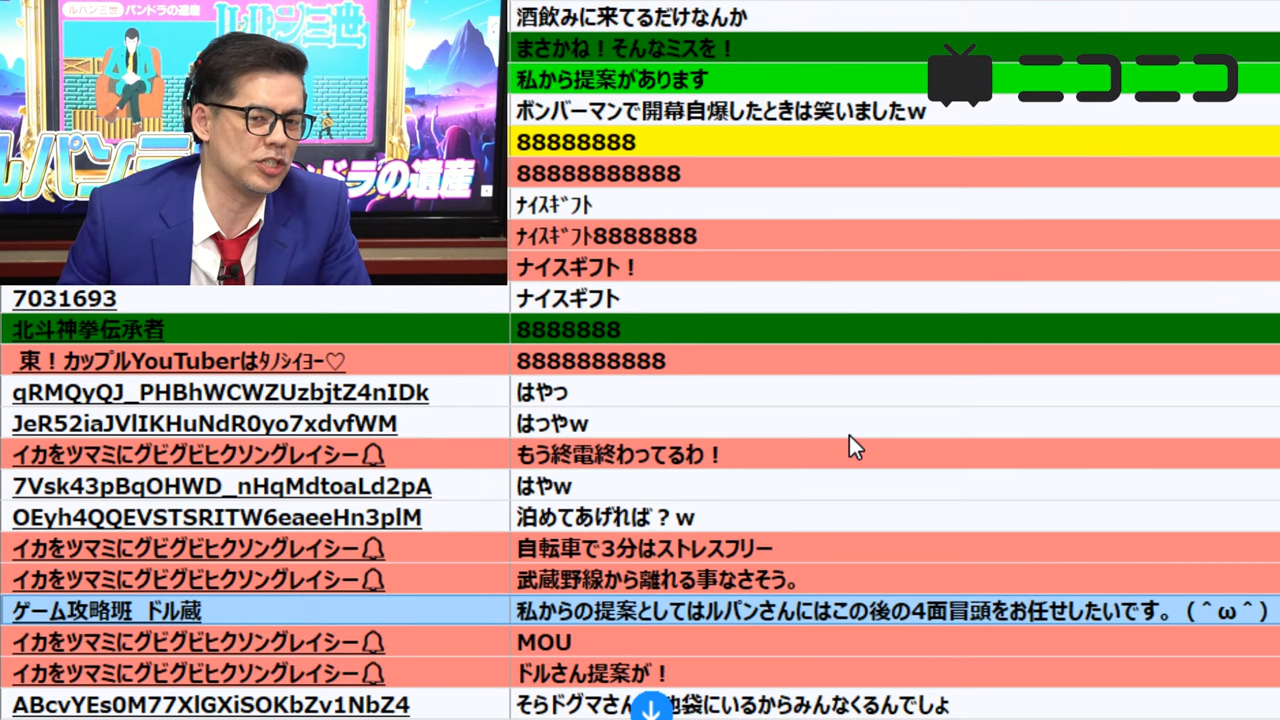 ルパン三世 パンドラの遺産
ルパン三世
ンドラの遺産
ニコニコ
酒飲みに来てるだけなんか
まさかね！そんなミスを！
私から提案があります
ボンバーマンで開幕自爆したときは笑いましたw
88888888
88888888888
ﾅｲｽｷﾞﾌﾄ
ﾅｲｽｷﾞﾌﾄ8888888
ナイスギフト！
7031693 ナイスギフト
北斗神拳伝承者 8888888
東！カップルYouTuberはﾀﾉｼｲﾖｰ♡ 8888888888
qRMQyQJ_PHBhWCWZUzbjtZ4nIDk はやっ
JeR52iaJVlIKHuNdR0yo7xdvfWM はっやw
イカをツマミにグビグビヒクソングレイシー🔔 もう終電終わってるわ！
7Vsk43pBqOHWD_nHqMdtoaLd2pA はやw
OEyh4QQEVSTSRITW6eaeeHn3plM 泊めてあげれば？w
イカをツマミにグビグビヒクソングレイシー🔔 自転車で3分はストレスフリー
イカをツマミにグビグビヒクソングレイシー🔔 武蔵野線から離れる事なさそう。
ゲーム攻略班 ドル蔵 私からの提案としてはルパンさんにはこの後の4面冒頭をお任せしたいです。（＾ω＾）
イカをツマミにグビグビヒクソングレイシー🔔 MOU
イカをツマミにグビグビヒクソングレイシー🔔 ドルさん提案が！
ABcvYEs0M77XlGXiSOKbZv1NbZ4 そらドグマさん 袋にいるからみんなくるんでしょ